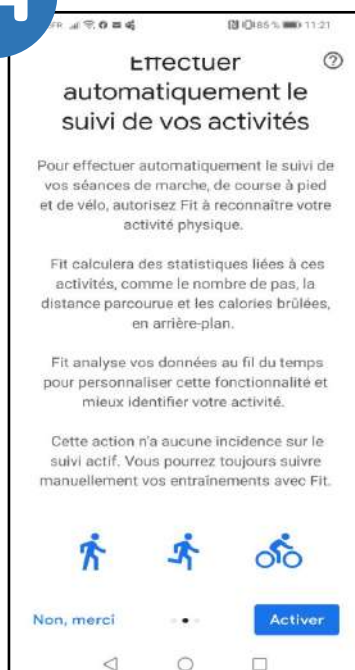 4
FR 85 % 11:21
Effectuer
automatiquement le
suivi de vos activités
Pour effectuer automatiquement le suivi de
vos séances de marche, de course à pied
et de vélo, autorisez Fit à reconnaître votre
activité physique.
Fit calculera des statistiques liées à ces
activités, comme le nombre de pas, la
distance parcourue et les calories brûlées,
en arrière-plan.
Fit analyse vos données au fil du temps
pour personnaliser cette fonctionnalité et
mieux identifier votre activité.
Cette action n'a aucune incidence sur le
suivi actif. Vous pourrez toujours suivre
manuellement vos entraînements avec Fit.
Non, merci
Activer